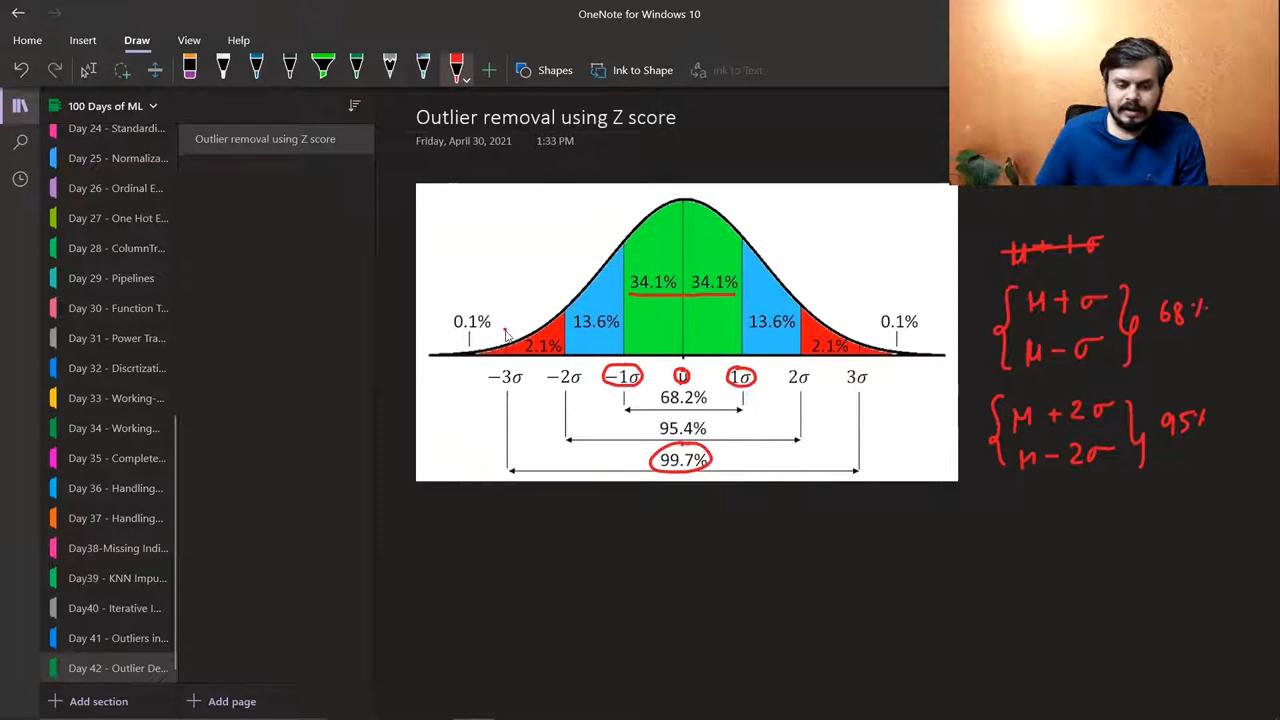 OneNote for Windows 10
Home Insert Draw View Help
Shapes Ink to Shape Ink to Text
100 Days of ML
Day 24 - Standardi...
Day 25 - Normaliza...
Day 26 - Ordinal E...
Day 27 - One Hot E...
Day 28 - ColumnTr...
Day 29 - Pipelines
Day 30 - Function T...
Day 31 - Power Tra...
Day 32 - Discrtizati...
Day 33 - Working-...
Day 34 - Working...
Day 35 - Complete...
Day 36 - Handling...
Day 37 - Handling...
Day38-Missing Indi...
Day39 - KNN Impu...
Day40 - Iterative I...
Day 41 - Outliers in...
Day 42 - Outlier De...
Add section
Outlier removal using Z score
Add page
Outlier removal using Z score
Friday, April 30, 2021 1:33 PM
34.1% 34.1%
0.1% 13.6% 13.6% 0.1%
2.1% 2.1%
−3σ −2σ −1σ μ 1σ 2σ 3σ
68.2%
95.4%
99.7%
μ + 1σ
μ + σ
68%
μ − σ
μ + 2σ
95%
μ − 2σ